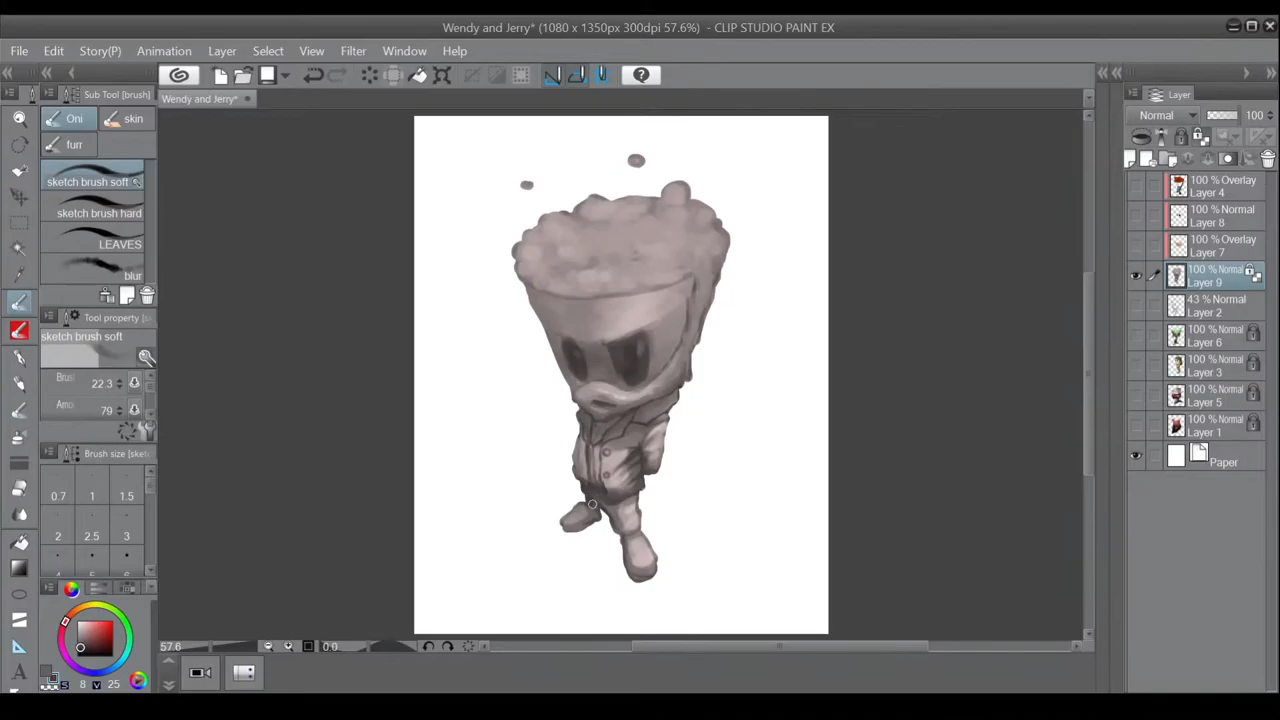 Wendy and Jerry* (1080 x 1350px 300dpi 57.6%) - CLIP STUDIO PAINT EX
File Edit Story(P) Animation Layer Select View Filter Window Help
Sub Tool [brush]
Wendy and Jerry*
Layer
Oni
skin
furr
Normal 100
sketch brush soft
sketch brush hard
LEAVES
blur
100 % Overlay
Layer 4
100 % Normal
Layer 8
100 % Overlay
Layer 7
100 % Normal
Layer 9
43 % Normal
Layer 2
100 % Normal
Layer 6
100 % Normal
Layer 3
100 % Normal
Layer 5
100 % Normal
Layer 1
Paper
Tool property [
sketch brush soft
Brus 22.3
Amo 79
Brush size [sket
0.7 1 1.5
2 2.5 3
57.6
0.0
S 8 V 25